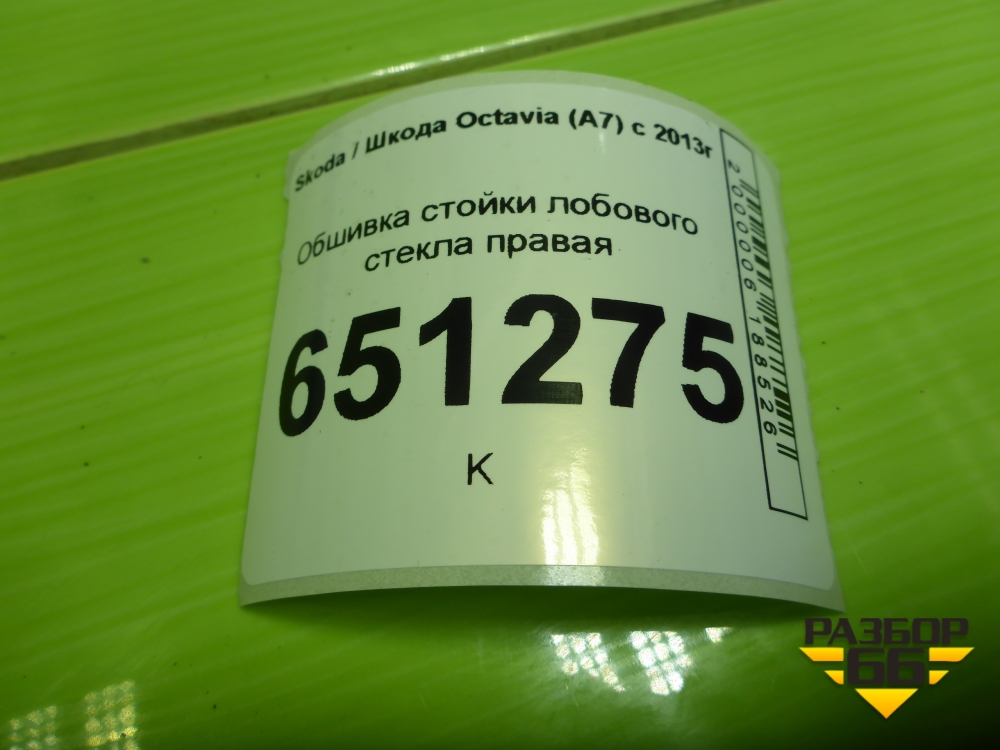 Skoda / Шкода Octavia (A7) с 2013г
Обшивка стойки лобового
стекла правая
651275
К
2000006188526
РАЗБОР
66